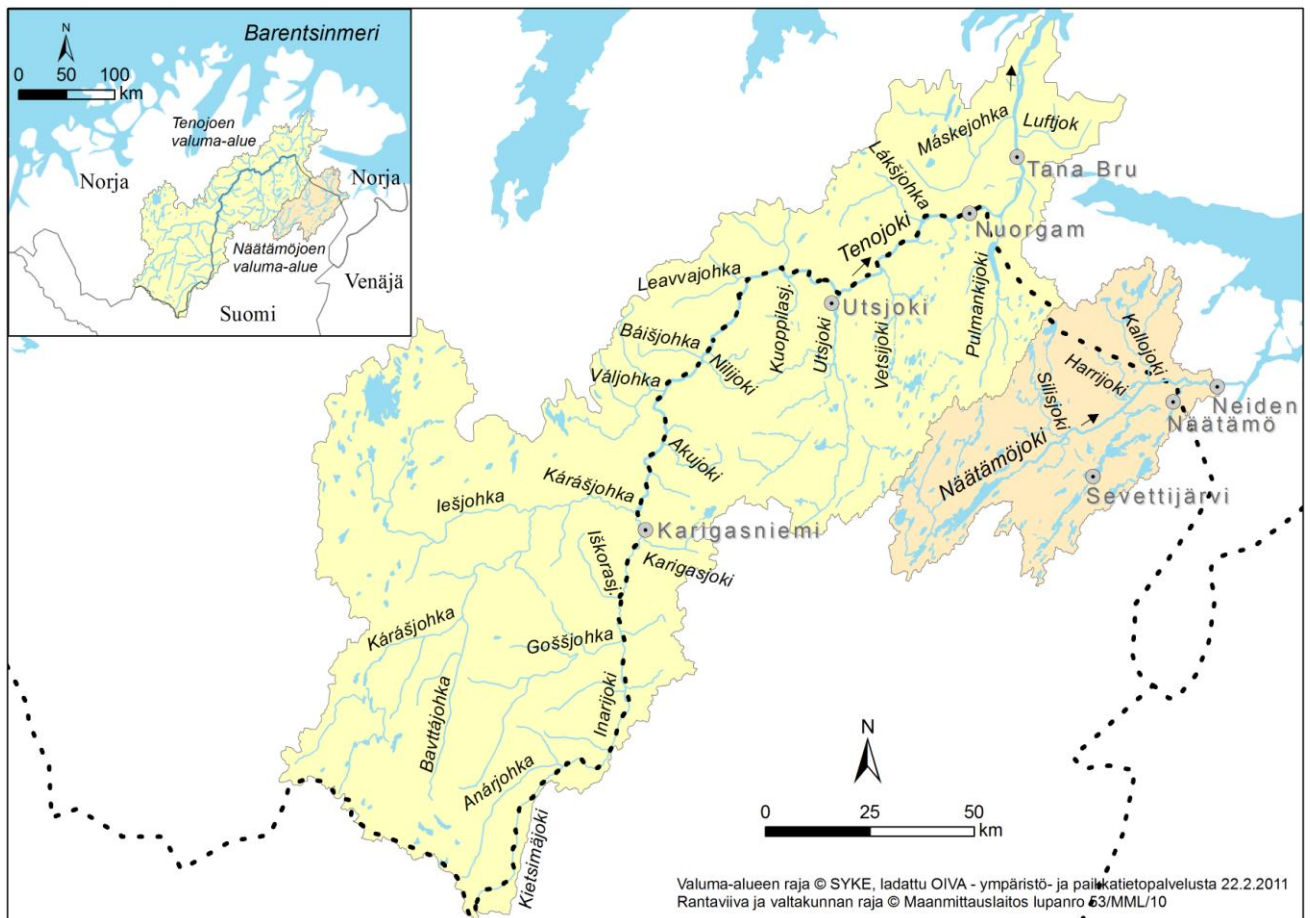 Barentsinmeri
N
0 50 100
km
Tenojoen
valuma-alue
Norja
Norja
Näätämöjoen
valuma-alue
Venäjä
Suomi
Máskejohka
Luftjok
Tana Bru
Lákšjohka
Nuorgam
Tenojoki
Leavvajohka
Kuoppilasj.
Utsjoki
Utsjoki
Vetsijoki
Pulmankijoki
Báišjohka
Nilijoki
Váljohka
Kallojoki
Harrijoki
Silisjoki
Neiden
Näätämö
Näätämöjoki
Sevettijärvi
Akujoki
Kárášjohka
Iešjohka
Karigasniemi
Iškorasj.
Karigasjoki
Kárášjohka
Goššjohka
Bavttájohka
Inarijoki
Anárjohka
Kietsimäjoki
N
0 25 50
km
Valuma-alueen raja © SYKE, ladattu OIVA - ympäristö- ja paikkatietopalvelusta 22.2.2011
Rantaviiva ja valtakunnan raja © Maanmittauslaitos lupanro 53/MML/10